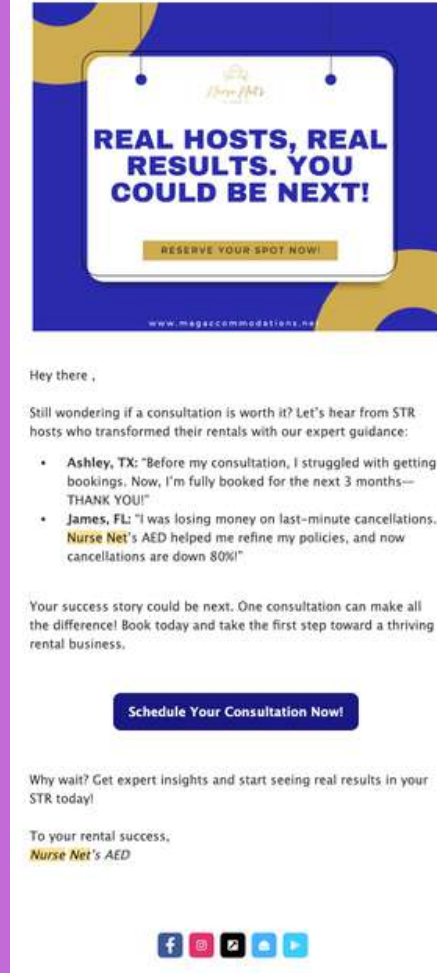 Nurse Net's
REAL HOSTS, REAL
RESULTS. YOU
COULD BE NEXT!
RESERVE YOUR SPOT NOW!
www.magaccommodations.net
Hey there ,
Still wondering if a consultation is worth it? Let's hear from STR
hosts who transformed their rentals with our expert guidance:
• Ashley, TX: "Before my consultation, I struggled with getting
bookings. Now, I'm fully booked for the next 3 months—
THANK YOU!"
• James, FL: "I was losing money on last-minute cancellations.
Nurse Net's AED helped me refine my policies, and now
cancellations are down 80%!"
Your success story could be next. One consultation can make all
the difference! Book today and take the first step toward a thriving
rental business.
Schedule Your Consultation Now!
Why wait? Get expert insights and start seeing real results in your
STR today!
To your rental success,
Nurse Net's AED